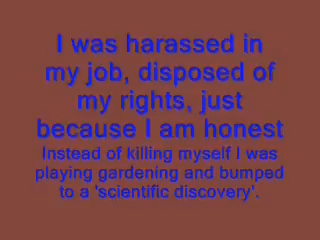 I was harassed in
my job, disposed of
my rights, just
because I am honest
Instead of killing myself I was
playing gardening and bumped
to a 'scientific discovery'.